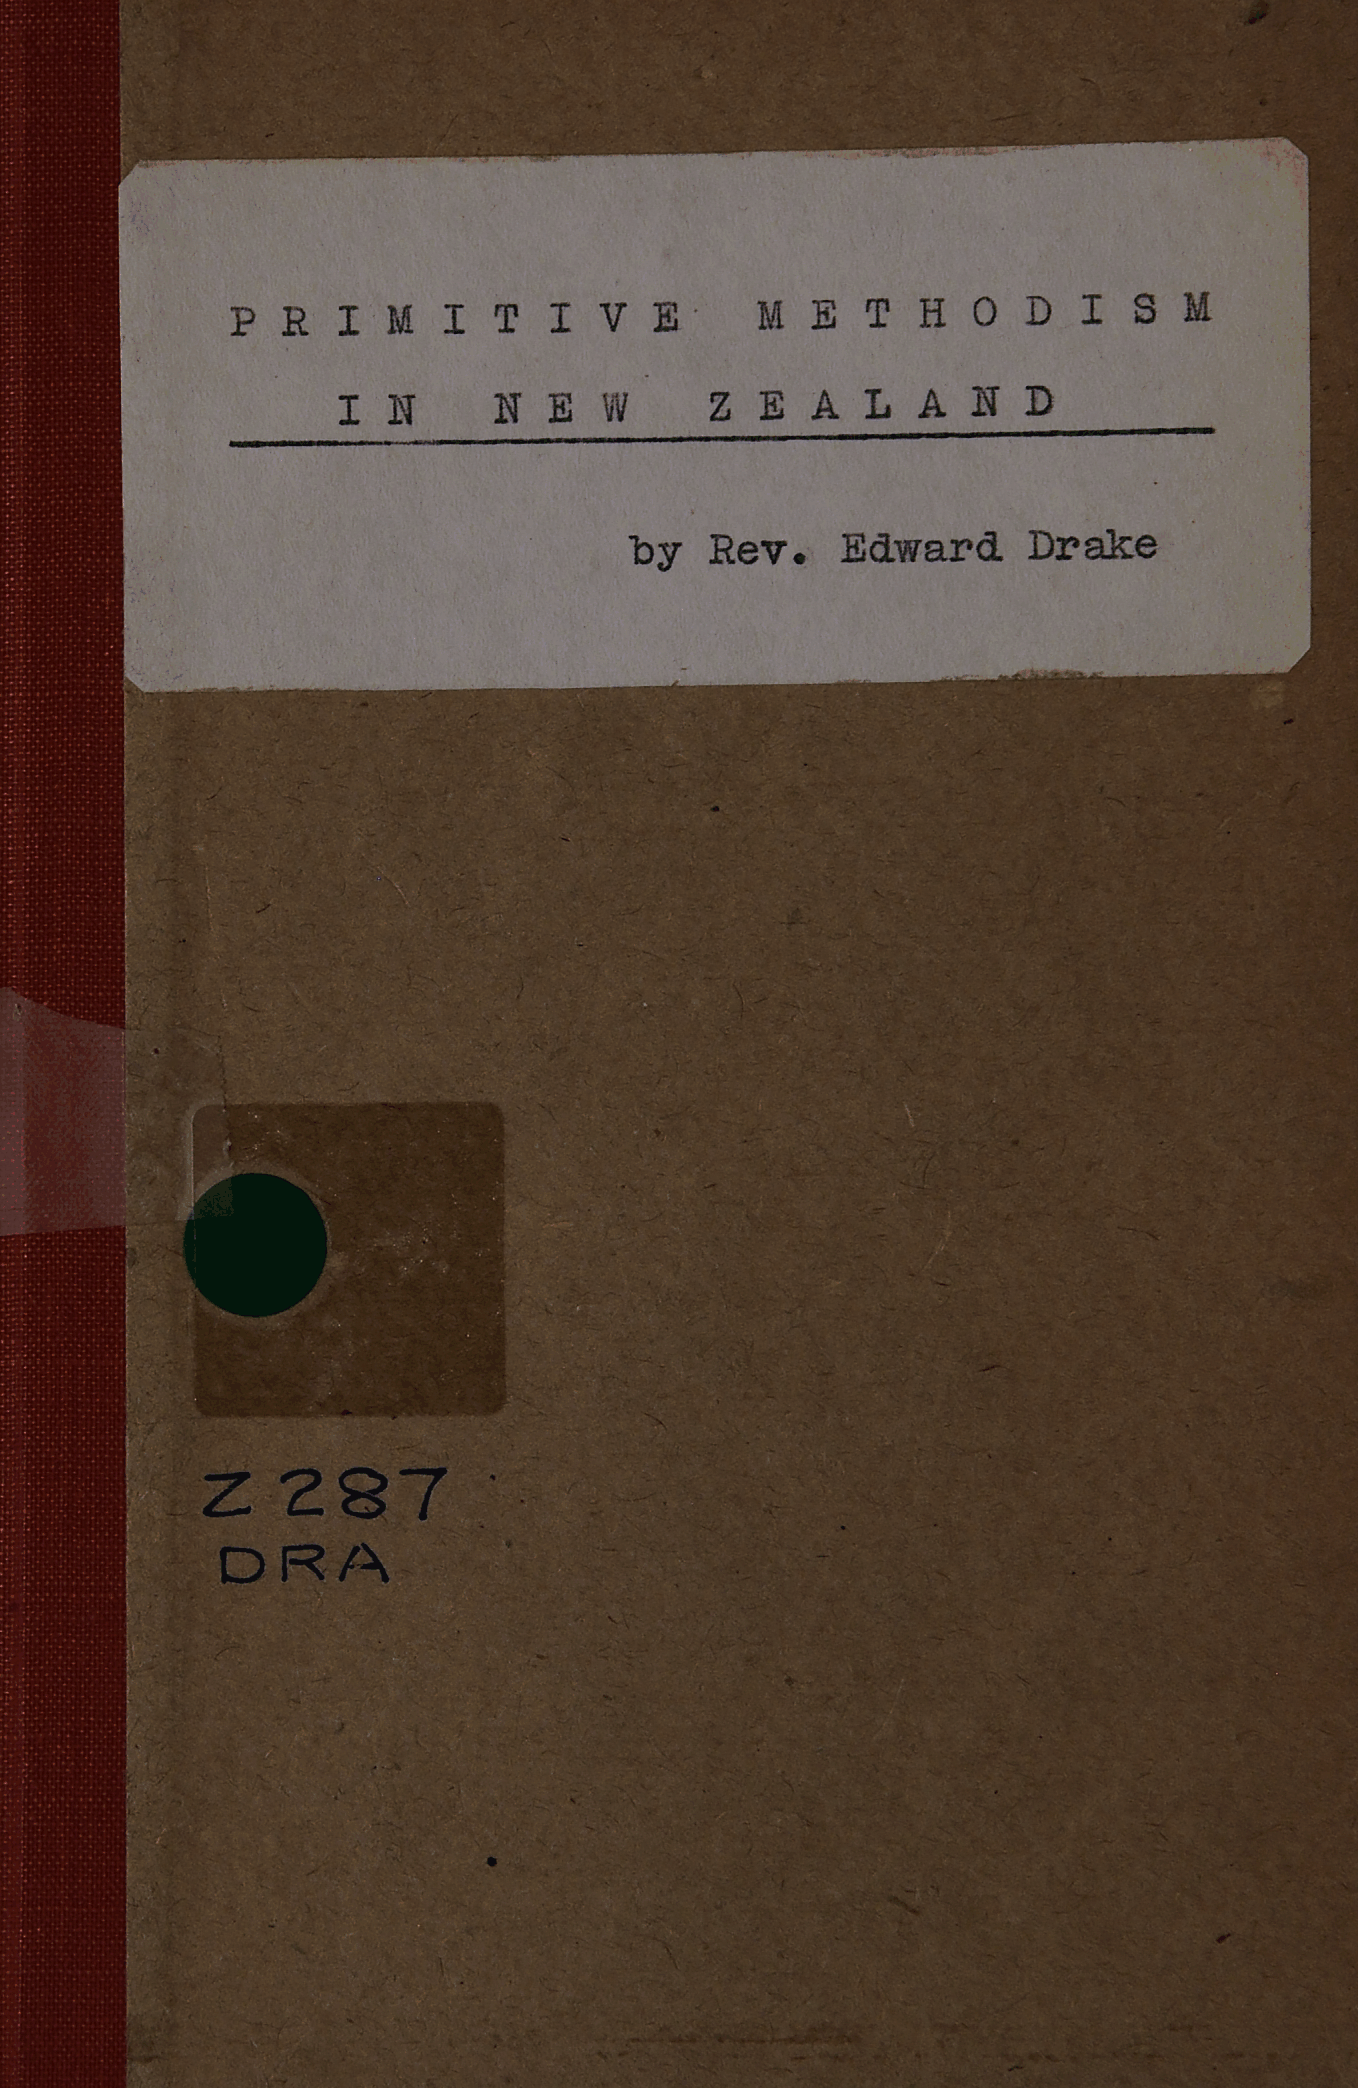 PRIMITIVE METHODISM
IN NEW ZEALAND
by Rev. Edward Drake
Z 287
DRA